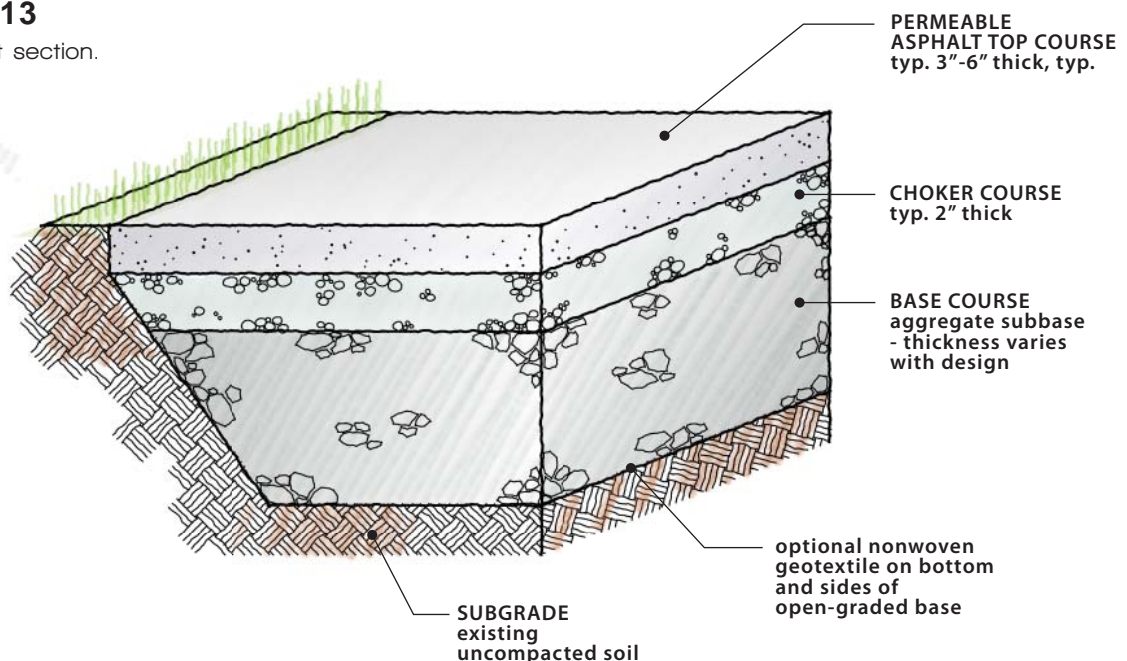 13
section.
PERMEABLE
ASPHALT TOP COURSE
typ. 3”-6” thick, typ.
CHOKER COURSE
typ. 2” thick
BASE COURSE
aggregate subbase
- thickness varies
with design
optional nonwoven
geotextile on bottom
and sides of
open-graded base
SUBGRADE
existing
uncompacted soil